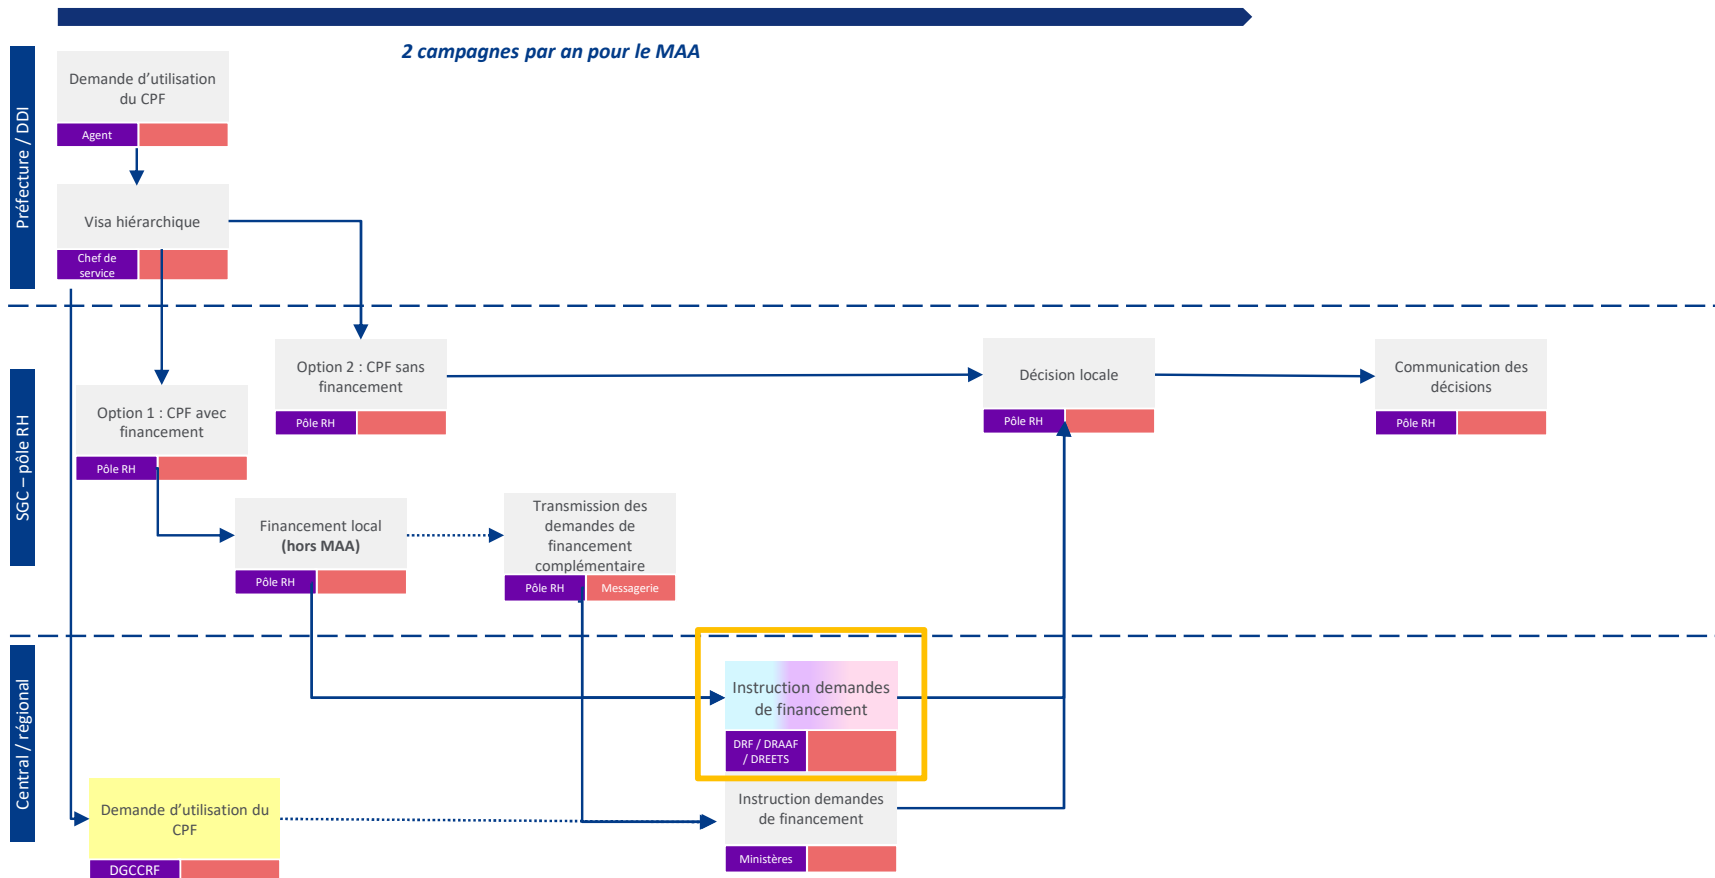 2 campagnes par an pour le MAA
Préfecture / DDI
Demande d’utilisation
du CPF
Agent
Visa hiérarchique
Chef de
service
SGC – pôle RH
Option 2 : CPF sans
financement
Pôle RH
Décision locale
Pôle RH
Communication des
décisions
Pôle RH
Option 1 : CPF avec
financement
Pôle RH
Financement local
(hors MAA)
Pôle RH
Transmission des
demandes de
financement
complémentaire
Pôle RH
Messagerie
Central / régional
Instruction demandes
de financement
DRF / DRAAF
/ DREETS
Demande d’utilisation du
CPF
DGCCRF
Instruction demandes
de financement
Ministères